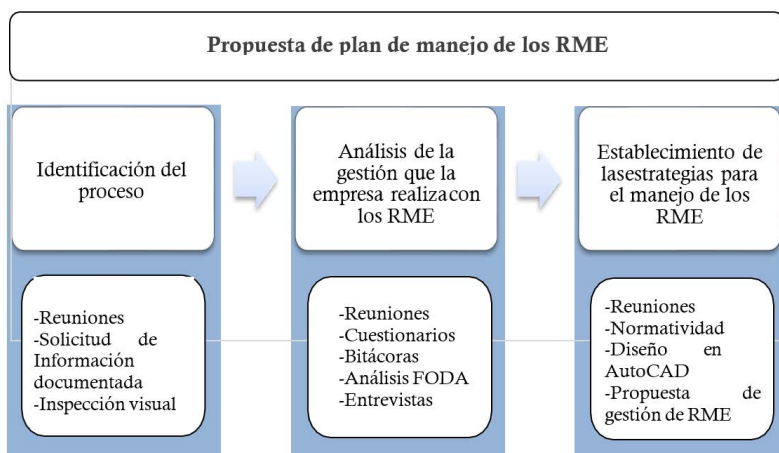 Propuesta de plan de manejo de los RME
Identificación del
proceso
Análisis de la
gestión que la
empresa realizacon
los RME
Establecimiento de
lasestrategias para
el manejo de los
RME
-Reuniones
-Solicitud de
Información
documentada
-Inspección visual
-Reuniones
-Cuestionarios
-Bitácoras
-Análisis FODA
-Entrevistas
-Reuniones
-Normatividad
-Diseño en
AutoCAD
-Propuesta de
gestión de RME